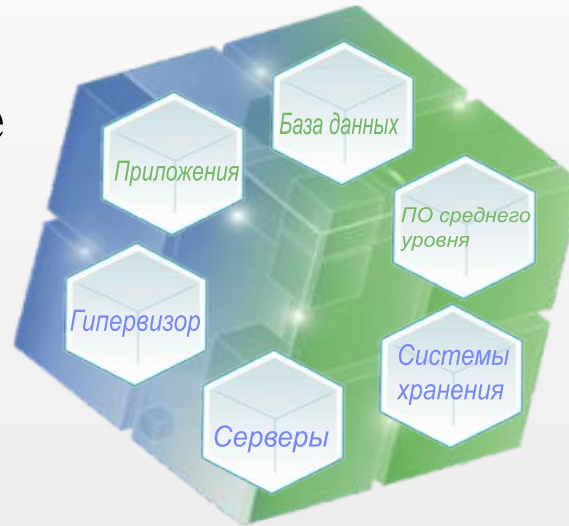 е
База данных
Приложения
ПО среднего
уровня
Гипервизор
Системы
хранения
Серверы